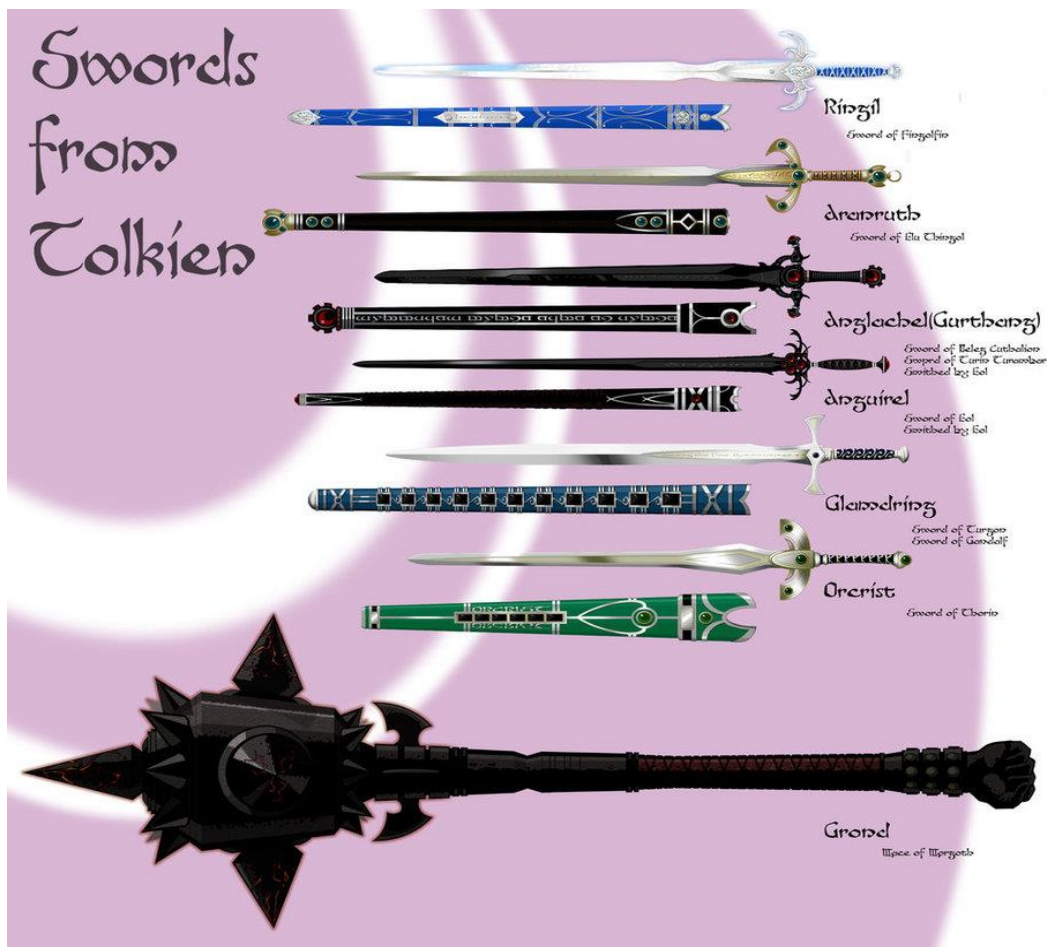 Swords
from
Tolkien
Ringil
Sword of Fingolfin
Aranruth
Sword of Elu Thingol
Anglachel(Gurthang)
Sword of Beleg Cuthalion
Swprd of Turin Turambar
Smithed by Eol
Anguirel
Sword of Eol
Smithed by Eol
Glamdring
Sword of Turgon
Sword of Gandalf
ORCRIST
Orcrist
Sword of Thorin
Grond
Mace of Morgoth